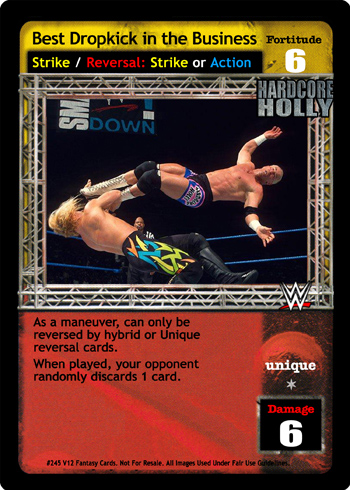 Best Dropkick in the Business
Fortitude
6
Strike / Reversal: Strike or Action
HARDCORE
HOLLY
SM
DOWN
As a maneuver, can only be
reversed by hybrid or Unique
reversal cards.
When played, your opponent
randomly discards 1 card.
unique
Damage
6
#245 V12 Fantasy Cards. Not For Resale. All Images Used Under Fair Use Guidelines.